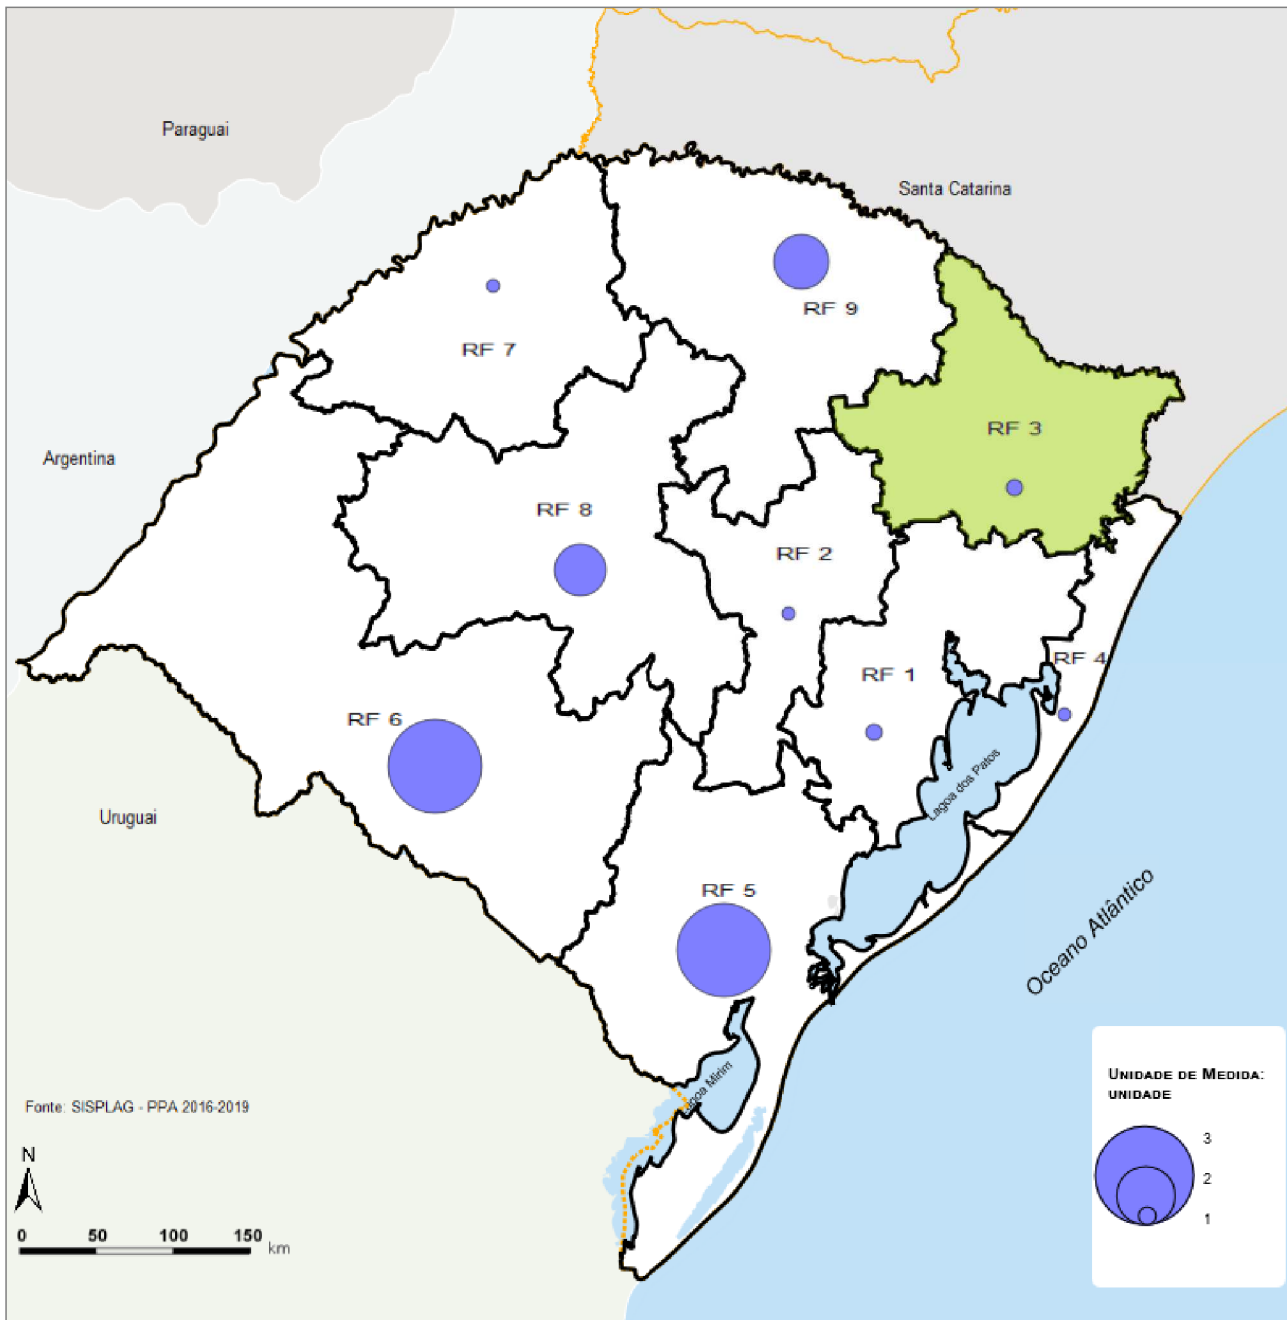 Paraguai
Santa Catarina
RF 9
RF 7
RF 3
Argentina
RF 8
RF 2
RF 4
RF 1
RF 6
Lagoa dos Patos
Uruguai
RF 5
Oceano Atlântico
Lagoa Mirim
UNIDADE DE MEDIDA:
UNIDADE
3
2
1
Fonte: SISPLAG - PPA 2016-2019
N
0 50 100 150 km